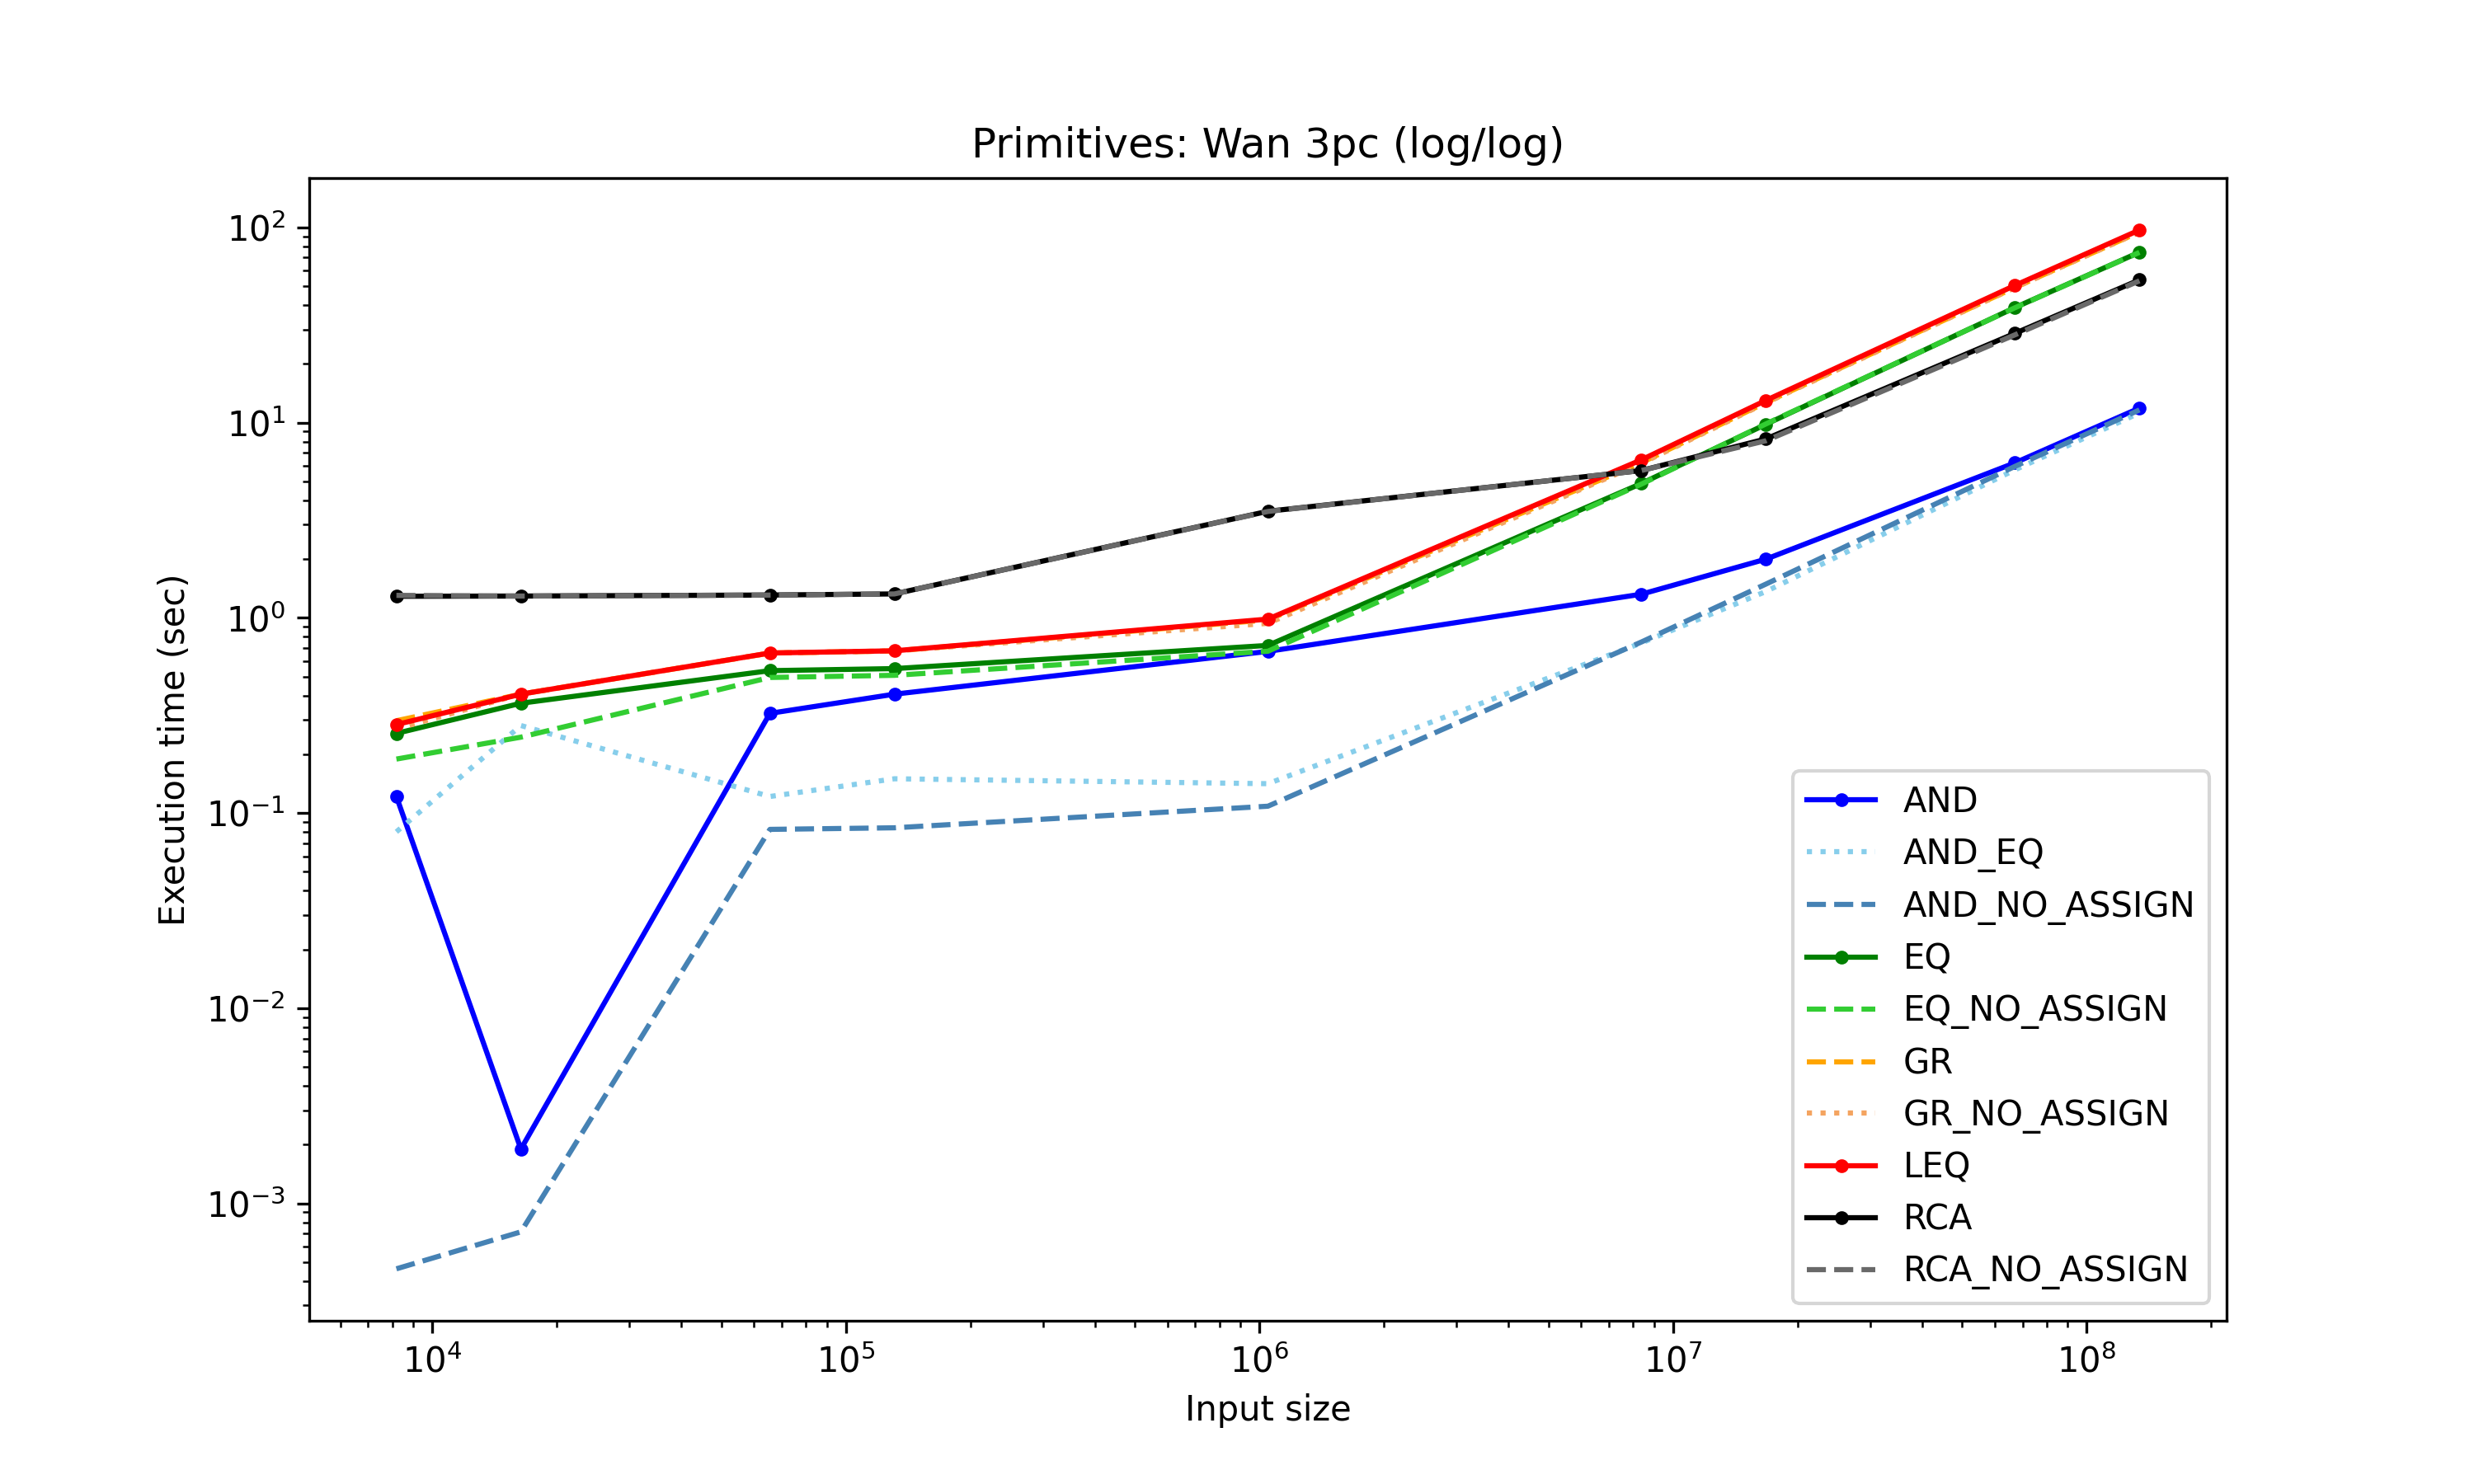 Primitives: Wan 3pc (log/log)
10²
10¹
10⁰
10⁻¹
10⁻²
10⁻³
Execution time (sec)
AND
AND_EQ
AND_NO_ASSIGN
EQ
EQ_NO_ASSIGN
GR
GR_NO_ASSIGN
LEQ
RCA
RCA_NO_ASSIGN
10⁴ 10⁵ 10⁶ 10⁷ 10⁸
Input size